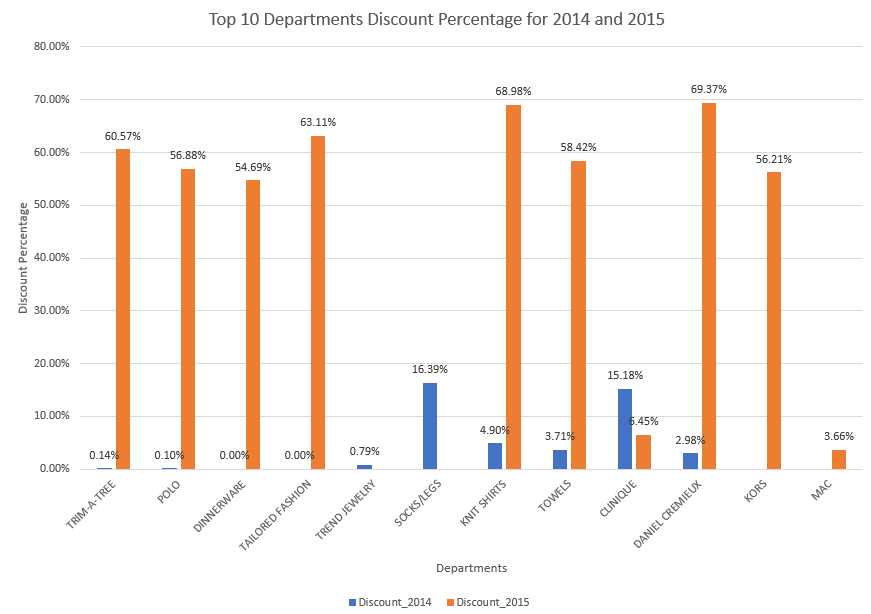 Top 10 Departments Discount Percentage for 2014 and 2015
80.00%
70.00%
60.00%
50.00%
40.00%
30.00%
20.00%
10.00%
0.00%
Discount Percentage
0.14%
60.57%
0.10%
56.88%
0.00%
54.69%
0.00%
63.11%
0.79%
16.39%
4.90%
68.98%
3.71%
58.42%
15.18%
6.45%
2.98%
69.37%
56.21%
3.66%
TRIM-A-TREE
POLO
DINNERWARE
TAILORED FASHION
TREND JEWELRY
SOCKS/LEGS
KNIT SHIRTS
TOWELS
CLINIQUE
DANIEL CREMIEUX
KORS
MAC
Departments
Discount_2014
Discount_2015